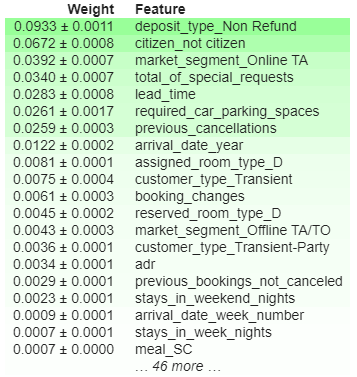 Weight Feature
0.0933 ± 0.0011 deposit_type_Non Refund
0.0672 ± 0.0008 citizen_not citizen
0.0392 ± 0.0007 market_segment_Online TA
0.0340 ± 0.0007 total_of_special_requests
0.0283 ± 0.0008 lead_time
0.0261 ± 0.0017 required_car_parking_spaces
0.0259 ± 0.0003 previous_cancellations
0.0122 ± 0.0002 arrival_date_year
0.0081 ± 0.0001 assigned_room_type_D
0.0075 ± 0.0004 customer_type_Transient
0.0061 ± 0.0003 booking_changes
0.0045 ± 0.0002 reserved_room_type_D
0.0043 ± 0.0003 market_segment_Offline TA/TO
0.0036 ± 0.0001 customer_type_Transient-Party
0.0034 ± 0.0001 adr
0.0029 ± 0.0001 previous_bookings_not_canceled
0.0023 ± 0.0001 stays_in_weekend_nights
0.0009 ± 0.0001 arrival_date_week_number
0.0007 ± 0.0001 stays_in_week_nights
0.0007 ± 0.0000 meal_SC
… 46 more …